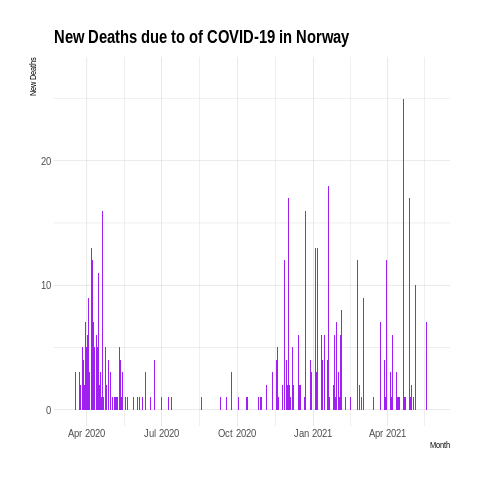 New Deaths due to of COVID-19 in Norway
New Deaths
20
10
0
Apr 2020 Jul 2020 Oct 2020 Jan 2021 Apr 2021
Month